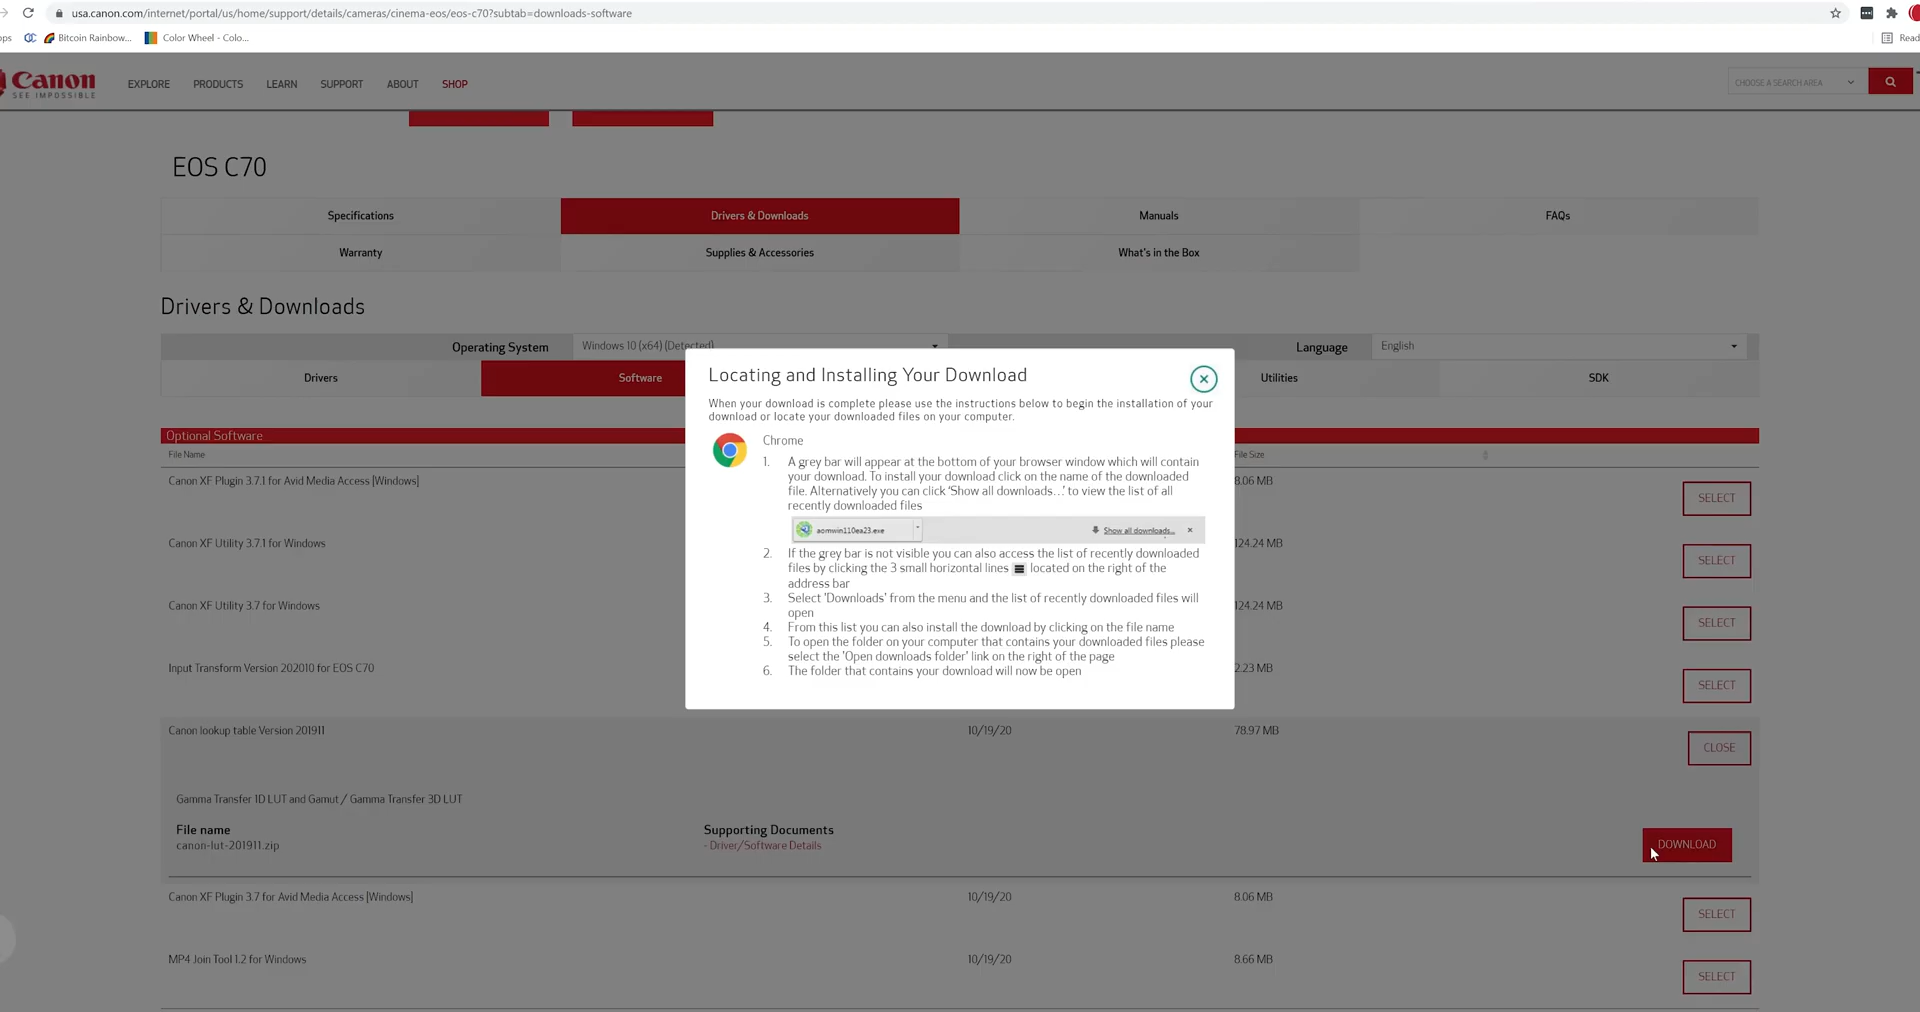 usa.canon.com/internet/portal/us/home/support/details/cameras/cinema-eos/eos-c70?subtab=downloads-software
Bitcoin Rainbow...
Color Wheel - Colo...
Read
Canon
SEE IMPOSSIBLE
EXPLORE PRODUCTS LEARN SUPPORT ABOUT SHOP
CHOOSE A SEARCH AREA
EOS C70
Specifications Drivers & Downloads Manuals FAQs
Warranty Supplies & Accessories What's in the Box
Drivers & Downloads
Operating System Windows 10 (x64) (Detected) Language English
Drivers Software Utilities SDK
Optional Software
File Name File Size
Canon XF Plugin 3.7.1 for Avid Media Access [Windows] 8.06 MB SELECT
Canon XF Utility 3.7.1 for Windows 124.24 MB SELECT
Canon XF Utility 3.7 for Windows 124.24 MB SELECT
Input Transform Version 202010 for EOS C70 2.23 MB SELECT
Canon lookup table Version 201911 10/19/20 78.97 MB CLOSE
Gamma Transfer 1D LUT and Gamut / Gamma Transfer 3D LUT
File name Supporting Documents
canon-lut-201911.zip - Driver/Software Details DOWNLOAD
Canon XF Plugin 3.7 for Avid Media Access [Windows] 10/19/20 8.06 MB SELECT
MP4 Join Tool 1.2 for Windows 10/19/20 8.66 MB SELECT
Locating and Installing Your Download
When your download is complete please use the instructions below to begin the installation of your
download or locate your downloaded files on your computer.
Chrome
1. A grey bar will appear at the bottom of your browser window which will contain
your download. To install your download click on the name of the downloaded
file. Alternatively you can click 'Show all downloads...' to view the list of all
recently downloaded files
aomwin110ea23.exe Show all downloads...
2. If the grey bar is not visible you can also access the list of recently downloaded
files by clicking the 3 small horizontal lines located on the right of the
address bar
3. Select 'Downloads' from the menu and the list of recently downloaded files will
open
4. From this list you can also install the download by clicking on the file name
5. To open the folder on your computer that contains your downloaded files please
select the 'Open downloads folder' link on the right of the page
6. The folder that contains your download will now be open